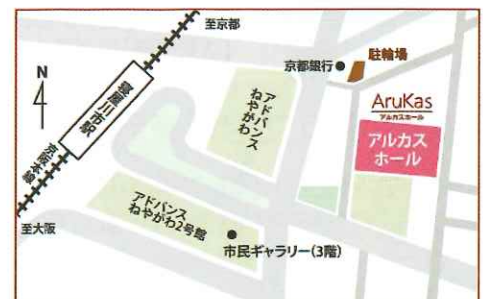 至京都
京都銀行
駐輪場
N
寝屋川市駅
アドバンス
ねやがわ
AruKas
アルカスホール
アルカス
ホール
京阪本線
アドバンス
ねやがわ2号館
至大阪
市民ギャラリー(3階)